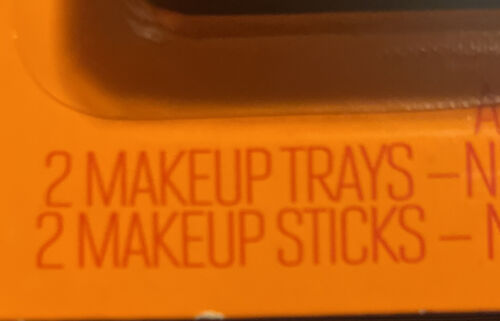 A
2 MAKEUP TRAYS – N
2 MAKEUP STICKS – N